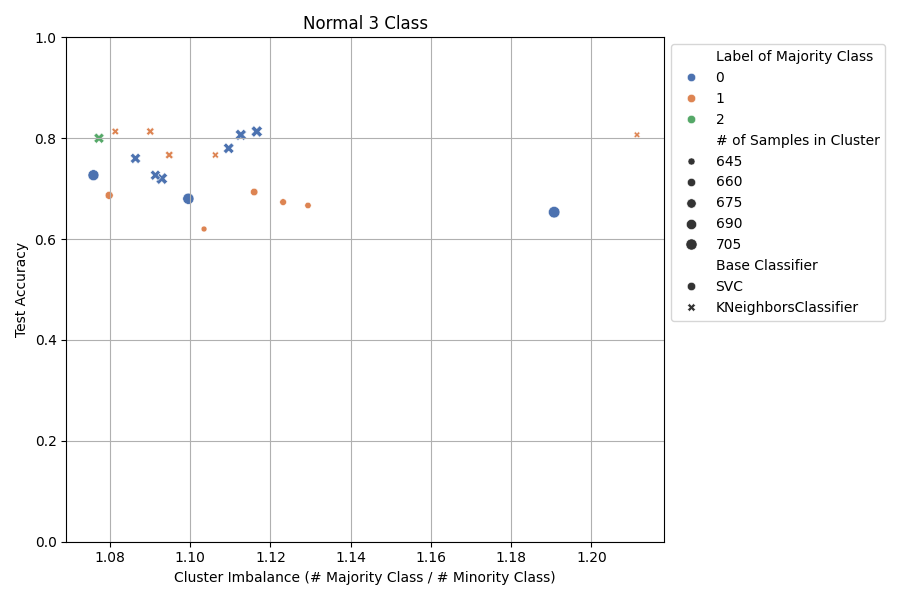 Normal 3 Class
1.0
0.8
0.6
0.4
0.2
0.0
Test Accuracy
1.08
1.10
1.12
1.14
1.16
1.18
1.20
Cluster Imbalance (# Majority Class / # Minority Class)
Label of Majority Class
0
1
2
# of Samples in Cluster
645
660
675
690
705
Base Classifier
SVC
KNeighborsClassifier